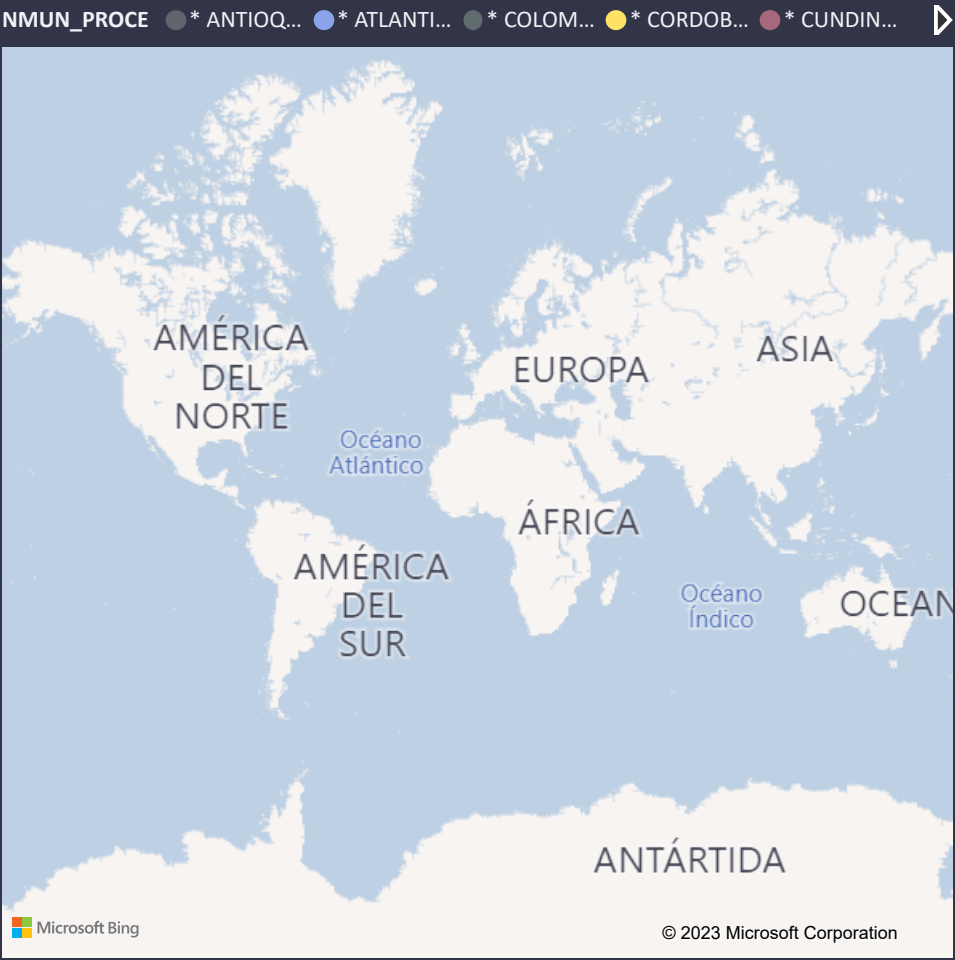 NMUN_PROCE * ANTIOQ... * ATLANTI... * COLOM... * CORDOB... * CUNDIN...
AMÉRICA
DEL
NORTE
EUROPA
ASIA
Océano
Atlántico
ÁFRICA
AMÉRICA
DEL
SUR
Océano
Índico
OCEAN
ANTÁRTIDA
Microsoft Bing
© 2023 Microsoft Corporation